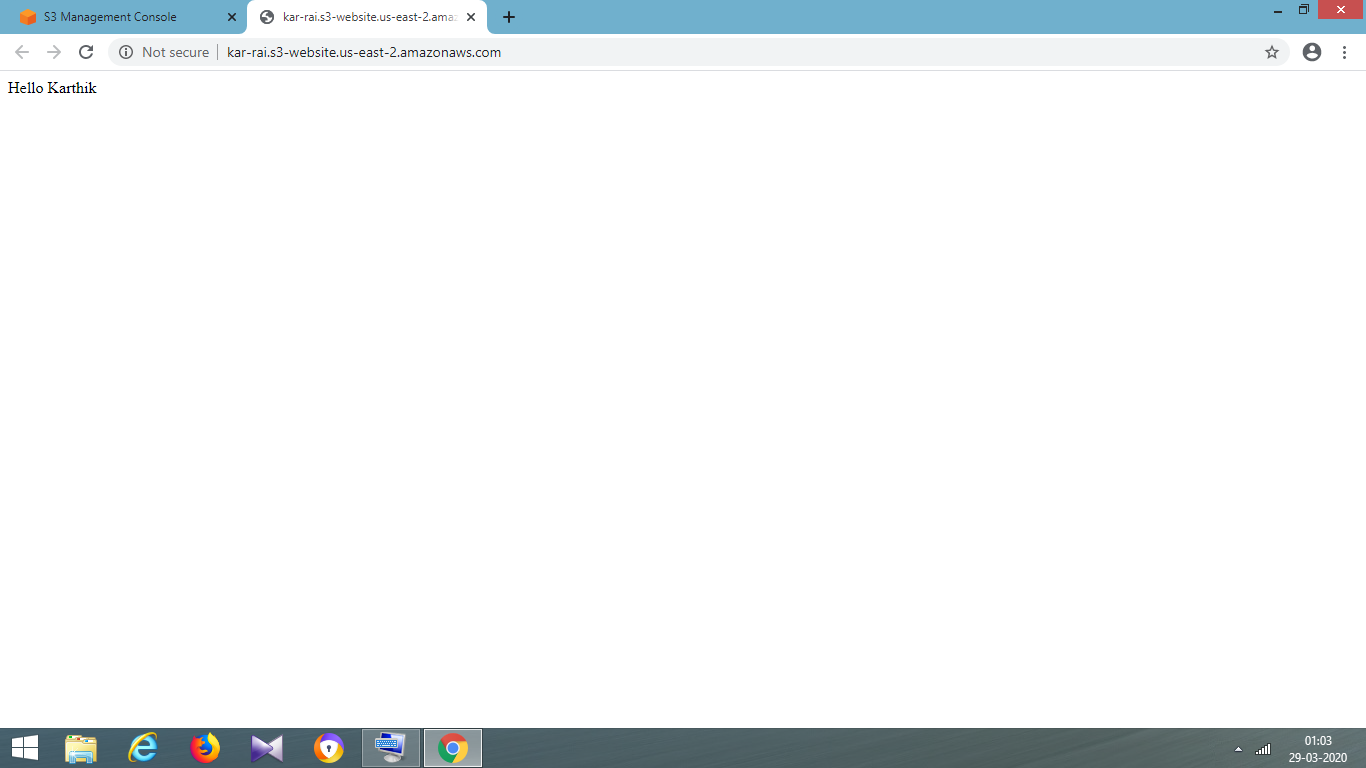 S3 Management Console
kar-rai.s3-website.us-east-2.ama
Not secure
kar-rai.s3-website.us-east-2.amazonaws.com
Hello Karthik
01:03
29-03-2020